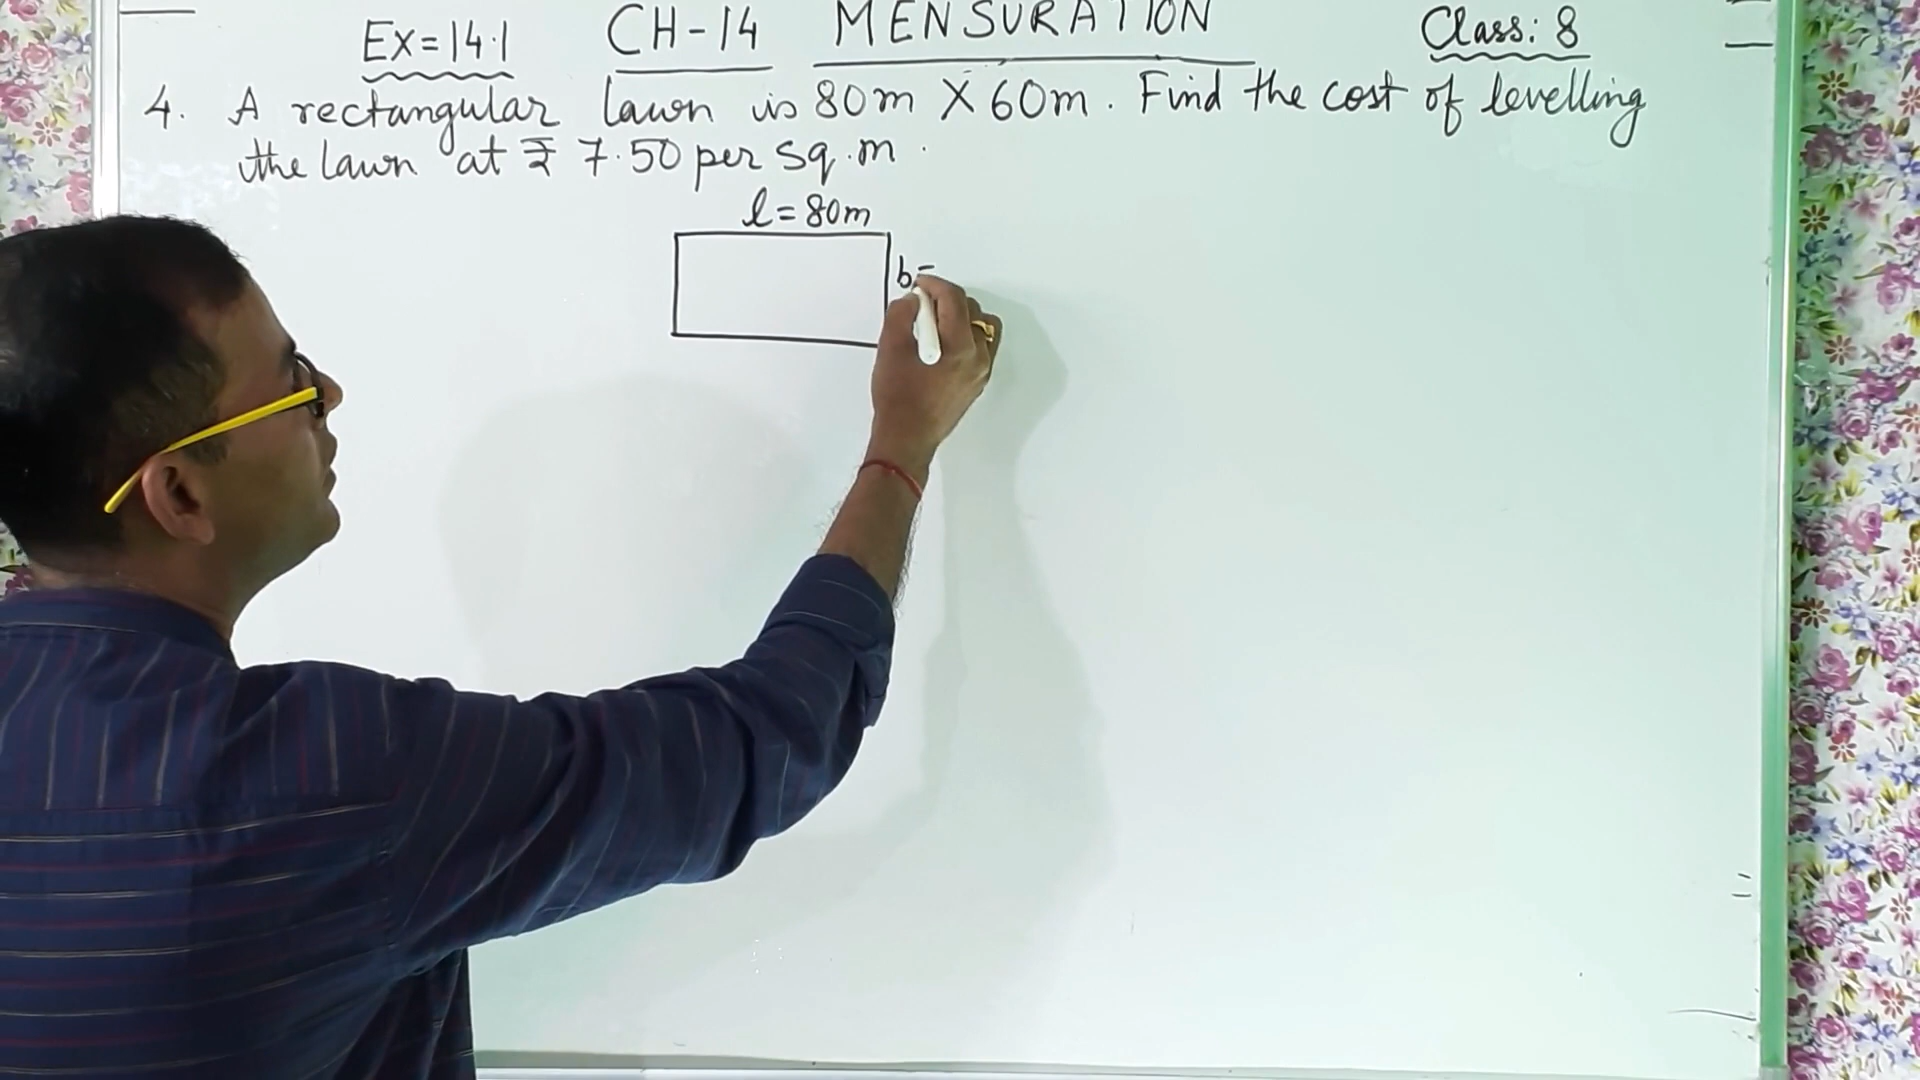 Ex=14.1 CH-14 MENSURATION Class: 8
4. A rectangular lawn is 80m X 60m. Find the cost of levelling
the lawn at ₹ 7.50 per sq.m.
l = 80m
b=